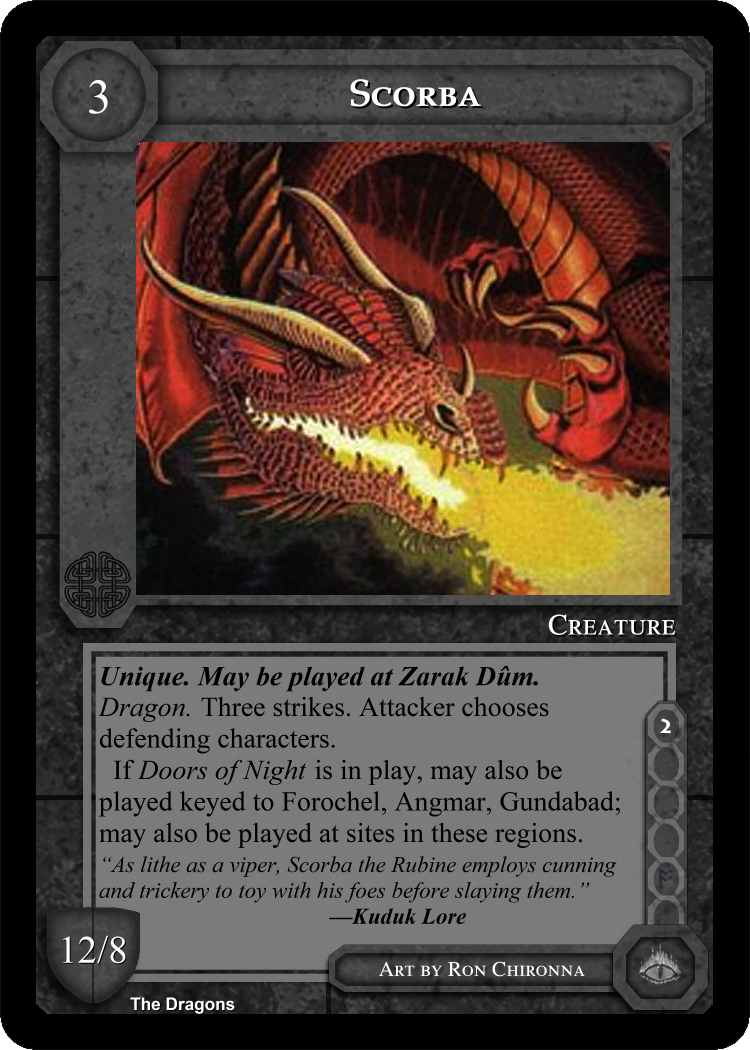 3
SCORBA
CREATURE
Unique. May be played at Zarak Dûm.
Dragon. Three strikes. Attacker chooses
defending characters.
If Doors of Night is in play, may also be
played keyed to Forochel, Angmar, Gundabad;
may also be played at sites in these regions.
“As lithe as a viper, Scorba the Rubine employs cunning
and trickery to toy with his foes before slaying them.”
—Kuduk Lore
2
12/8
ART BY RON CHIRONNA
The Dragons